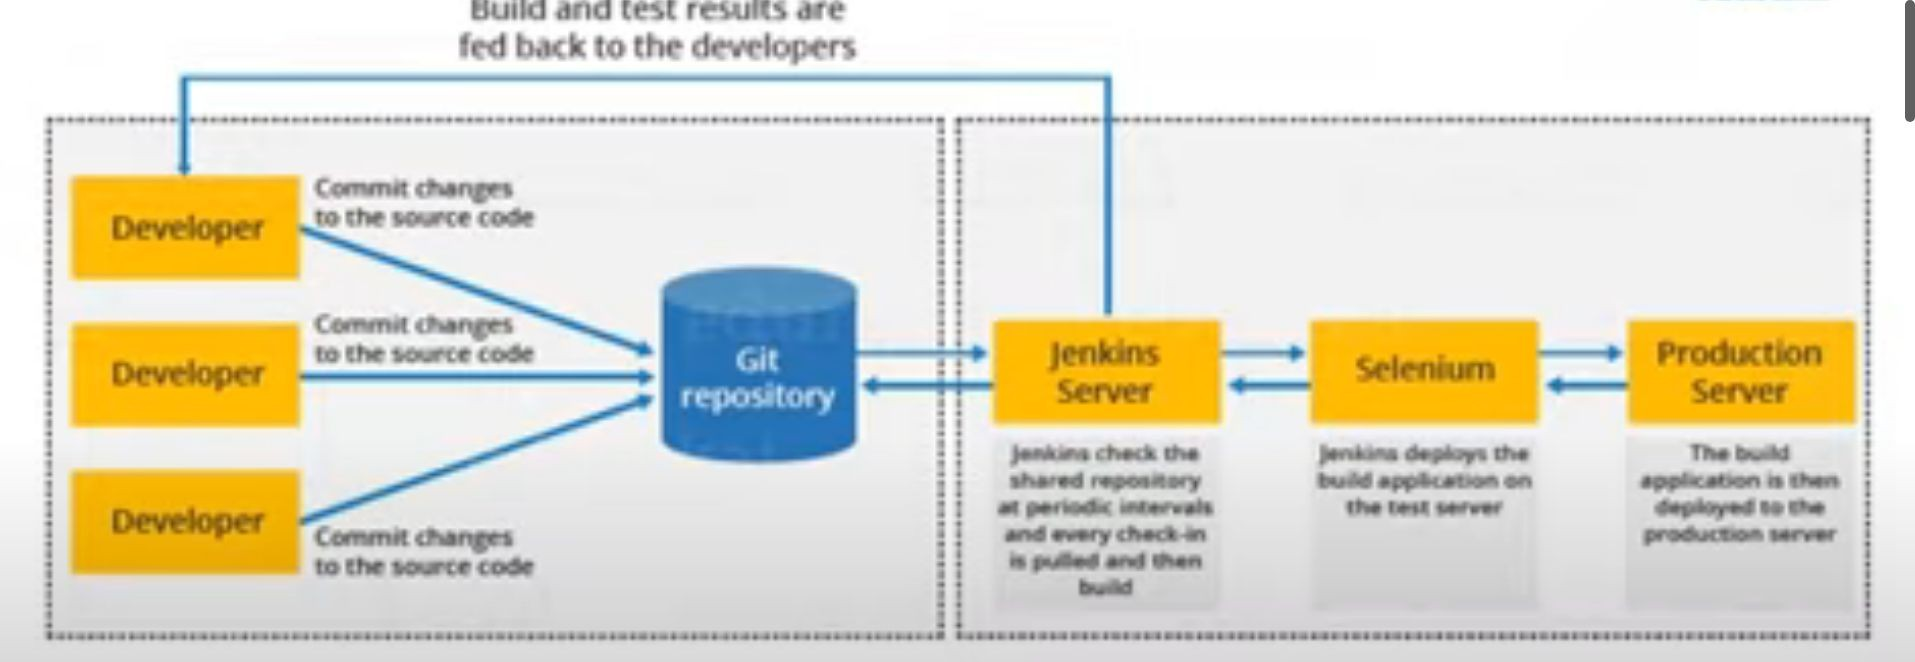 Build and test results are
fed back to the developers
Developer
Commit changes
to the source code
Developer
Commit changes
to the source code
Developer
Commit changes
to the source code
Git
repository
Jenkins
Server
Jenkins check the
shared repository
at periodic intervals
and every check-in
is pulled and then
build
Selenium
Jenkins deploys the
build application on
the test server
Production
Server
The build
application is then
deployed to the
production server